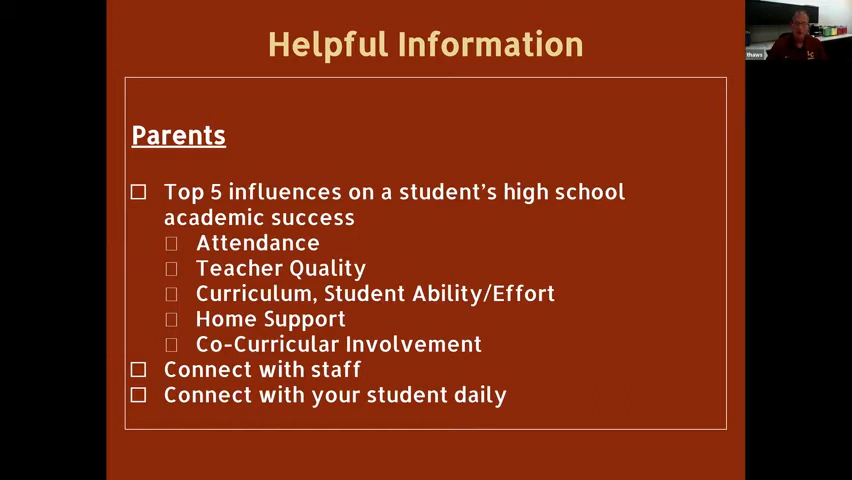 Helpful Information
Parents
Top 5 influences on a student's high school
academic success
Attendance
Teacher Quality
Curriculum, Student Ability/Effort
Home Support
Co-Curricular Involvement
Connect with staff
Connect with your student daily
thaws